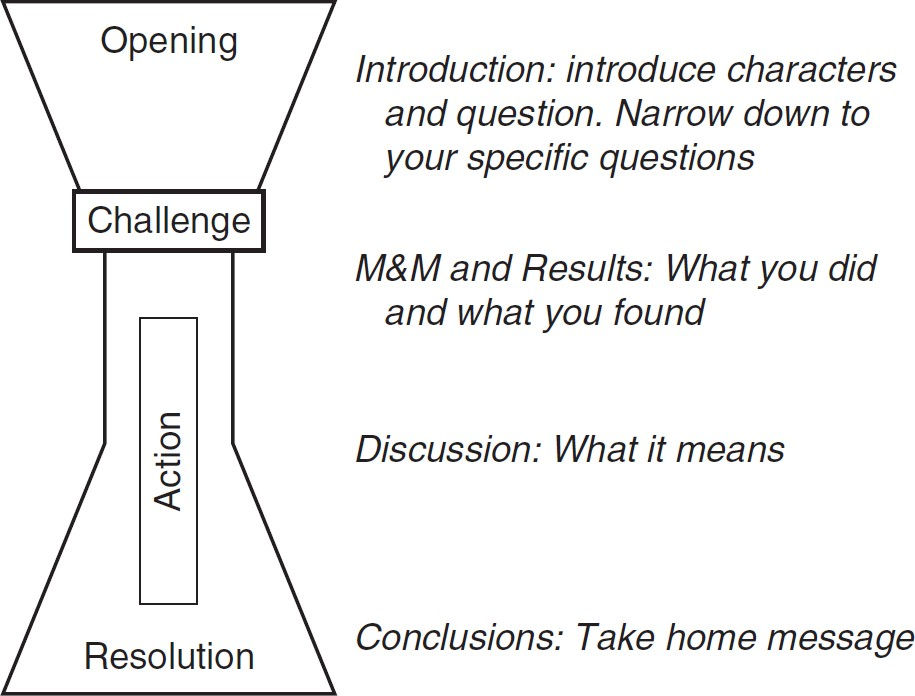 Opening
Introduction: introduce characters
and question. Narrow down to
your specific questions
Challenge
M&M and Results: What you did
and what you found
Action
Discussion: What it means
Resolution
Conclusions: Take home message